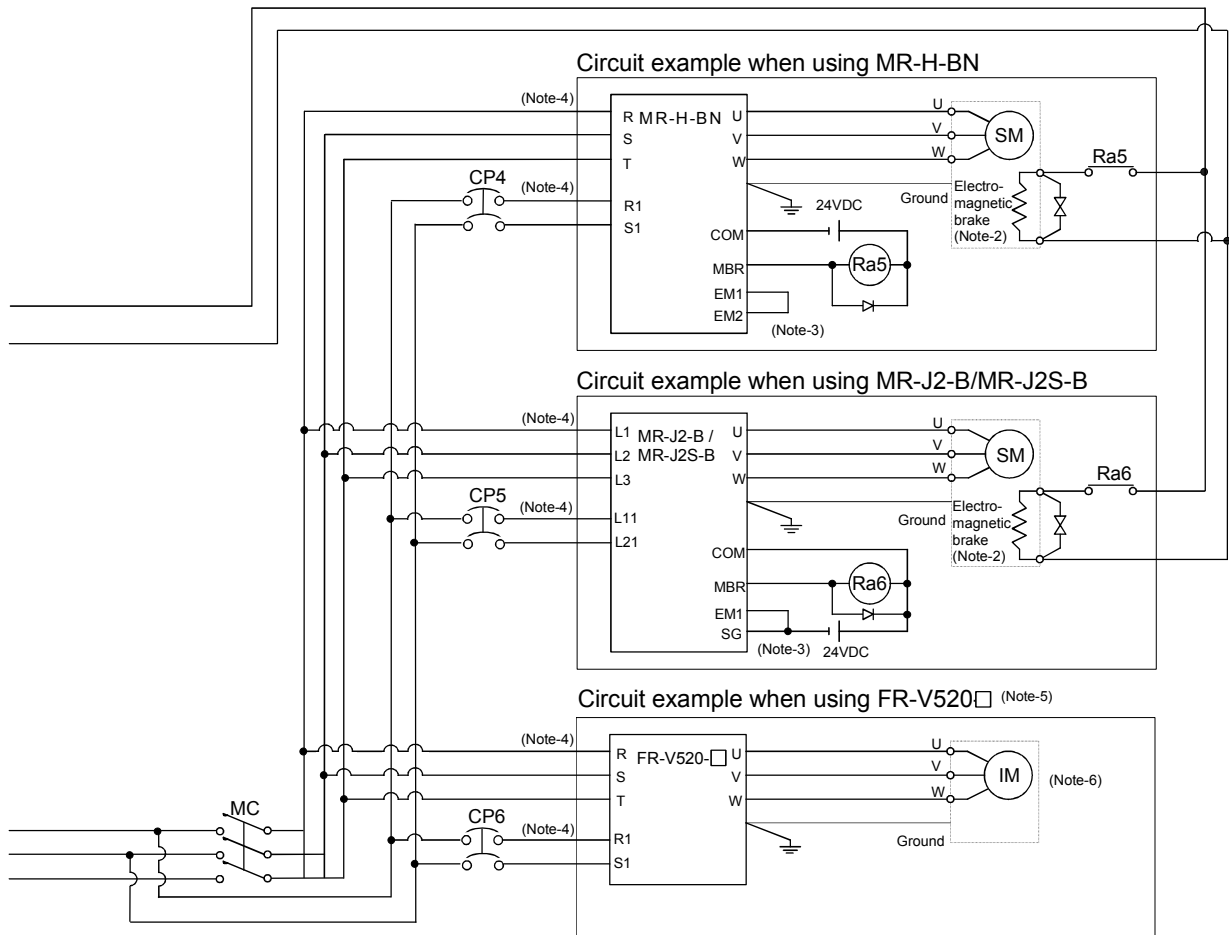 Circuit example when using MR-H-BN
(Note-4)
R MR-H-BN U
S
V
T
W
U
V
W
SM
Ra5
CP4
(Note-4)
R1
S1
Ground
Electro-
magnetic
brake
(Note-2)
24VDC
COM
MBR
Ra5
EM1
EM2
(Note-3)
Circuit example when using MR-J2-B/MR-J2S-B
(Note-4)
L1 MR-J2-B / U
L2 MR-J2S-B V
L3
W
U
V
W
SM
Ra6
CP5
(Note-4)
L11
L21
Ground
Electro-
magnetic
brake
(Note-2)
COM
MBR
Ra6
EM1
SG
(Note-3)
24VDC
Circuit example when using FR-V520-□ (Note-5)
(Note-4)
R FR-V520-□ U
S
V
T
W
U
V
W
IM
(Note-6)
MC
CP6
(Note-4)
R1
S1
Ground